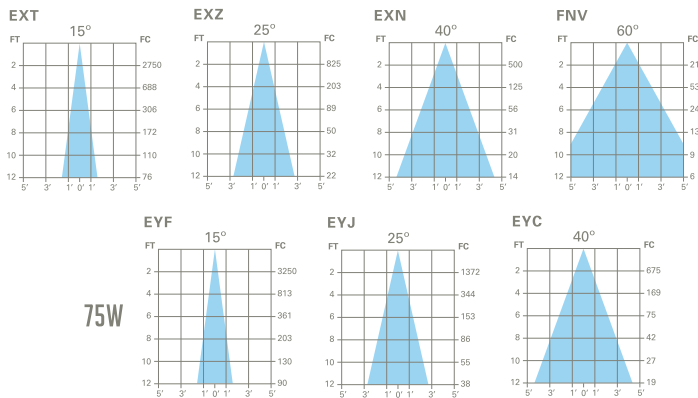 EXT
15°
FT FC
2 2750
4 688
6 306
8 172
10 110
12 76
5' 3' 1' 0' 1' 3' 5'
EXZ
25°
FT FC
2 825
4 203
6 89
8 50
10 32
12 22
5' 3' 1' 0' 1' 3' 5'
EXN
40°
FT FC
2 500
4 125
6 56
8 31
10 20
12 14
5' 3' 1' 0' 1' 3' 5'
FNV
60°
FT FC
2
4
6
8 13
10 9
12 6
5' 3' 1' 0' 1' 3' 5'
75W
EYF
15°
FT FC
2 3250
4 813
6 361
8 203
10 130
12 90
5' 3' 1' 0' 1' 3' 5'
EYJ
25°
FT FC
2 1372
4 344
6 153
8 86
10 55
12 38
5' 3' 1' 0' 1' 3' 5'
EYC
40°
FT FC
2 675
4 169
6 75
8 42
10 27
12 19
5' 3' 1' 0' 1' 3' 5'